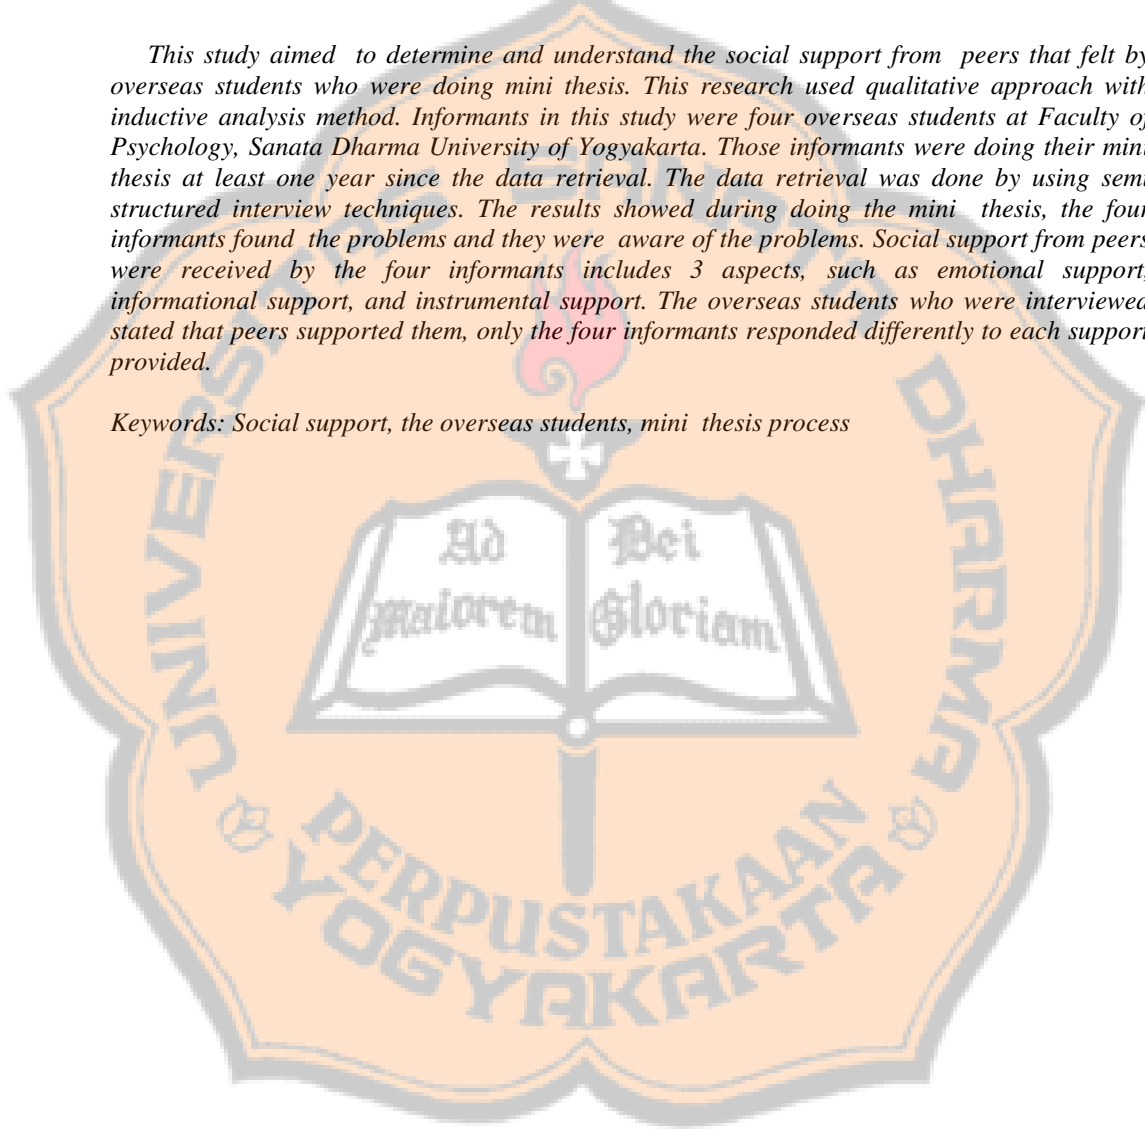 This study aimed to determine and understand the social support from peers that felt by
overseas students who were doing mini thesis. This research used qualitative approach with
inductive analysis method. Informants in this study were four overseas students at Faculty of
Psychology, Sanata Dharma University of Yogyakarta. Those informants were doing their mini
thesis at least one year since the data retrieval. The data retrieval was done by using semi
structured interview techniques. The results showed during doing the mini thesis, the four
informants found the problems and they were aware of the problems. Social support from peers
were received by the four informants includes 3 aspects, such as emotional support,
informational support, and instrumental support. The overseas students who were interviewed
stated that peers supported them, only the four informants responded differently to each support
provided.
Keywords: Social support, the overseas students, mini thesis process
UNIVERSITAS SANATA DHARMA
Ad Dei
maiorem Gloriam
PERPUSTAKAAN
YOGYAKARTA